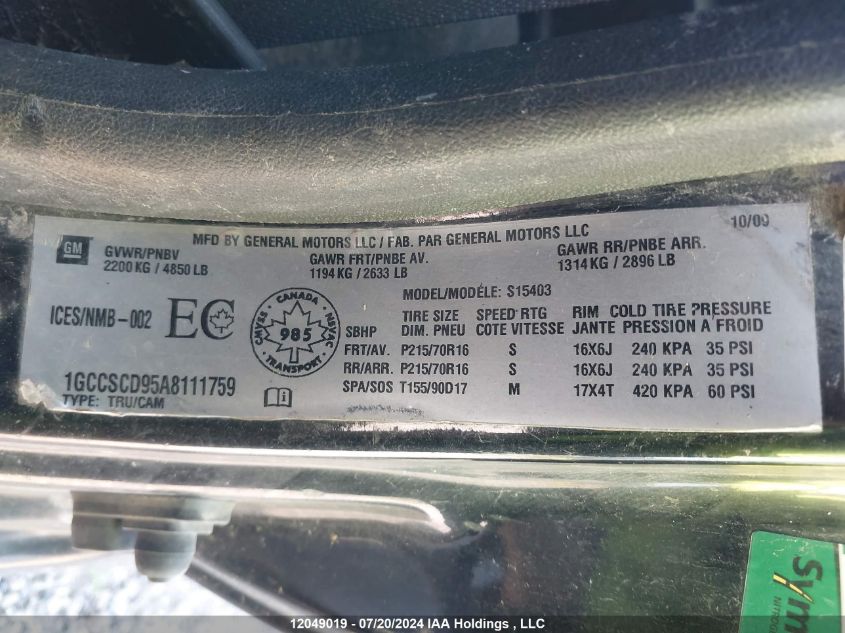 MFD BY GENERAL MOTORS LLC / FAB. PAR GENERAL MOTORS LLC
10/09
GM
GVWR/PNBV
2200 KG / 4850 LB
GAWR FRT/PNBE AV.
1194 KG / 2633 LB
GAWR RR/PNBE ARR.
1314 KG / 2896 LB
MODEL/MODÉLE: S15403
ICES/NMB-002
EC
CANADA
CMVSS
985
NSVAC
TRANSPORT
TIRE SIZE SPEED RTG RIM COLD TIRE PRESSURE
SBHP DIM. PNEU COTE VITESSE JANTE PRESSION A FROID
FRT/AV. P215/70R16 S 16X6J 240 KPA 35 PSI
RR/ARR. P215/70R16 S 16X6J 240 KPA 35 PSI
SPA/SOS T155/90D17 M 17X4T 420 KPA 60 PSI
1GCCSCD95A8111759
TYPE: TRU/CAM
12049019 - 07/20/2024 IAA Holdings , LLC